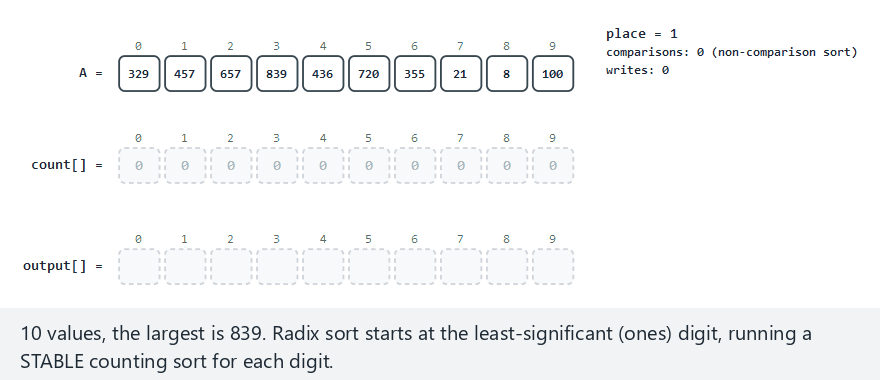 place = 1
comparisons: 0 (non-comparison sort)
writes: 0
0 1 2 3 4 5 6 7 8 9
A = 329 457 657 839 436 720 355 21 8 100
0 1 2 3 4 5 6 7 8 9
count[] = 0 0 0 0 0 0 0 0 0 0
0 1 2 3 4 5 6 7 8 9
output[] =
10 values, the largest is 839. Radix sort starts at the least-significant (ones) digit, running a
STABLE counting sort for each digit.